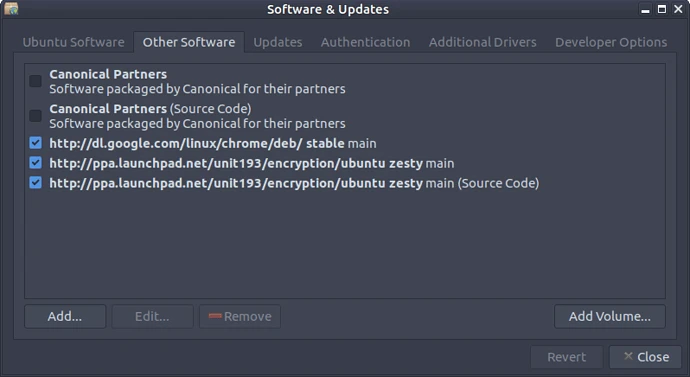 Software & Updates
Ubuntu Software Other Software Updates Authentication Additional Drivers Developer Options
Canonical Partners
Software packaged by Canonical for their partners
Canonical Partners (Source Code)
Software packaged by Canonical for their partners
http://dl.google.com/linux/chrome/deb/ stable main
http://ppa.launchpad.net/unit193/encryption/ubuntu zesty main
http://ppa.launchpad.net/unit193/encryption/ubuntu zesty main (Source Code)
Add... Edit... Remove Add Volume...
Revert Close